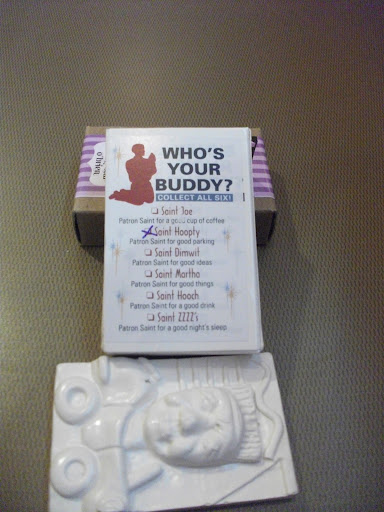 WHO'S
YOUR
BUDDY?
COLLECT ALL SIX!
Saint Joe
Patron Saint for a good cup of coffee
Saint Hoopty
Patron Saint for good parking
Saint Dimwit
Patron Saint for good ideas
Saint Martha
Patron Saint for good things
Saint Hooch
Patron Saint for a good drink
Saint ZZZZ's
Patron Saint for a good night's sleep